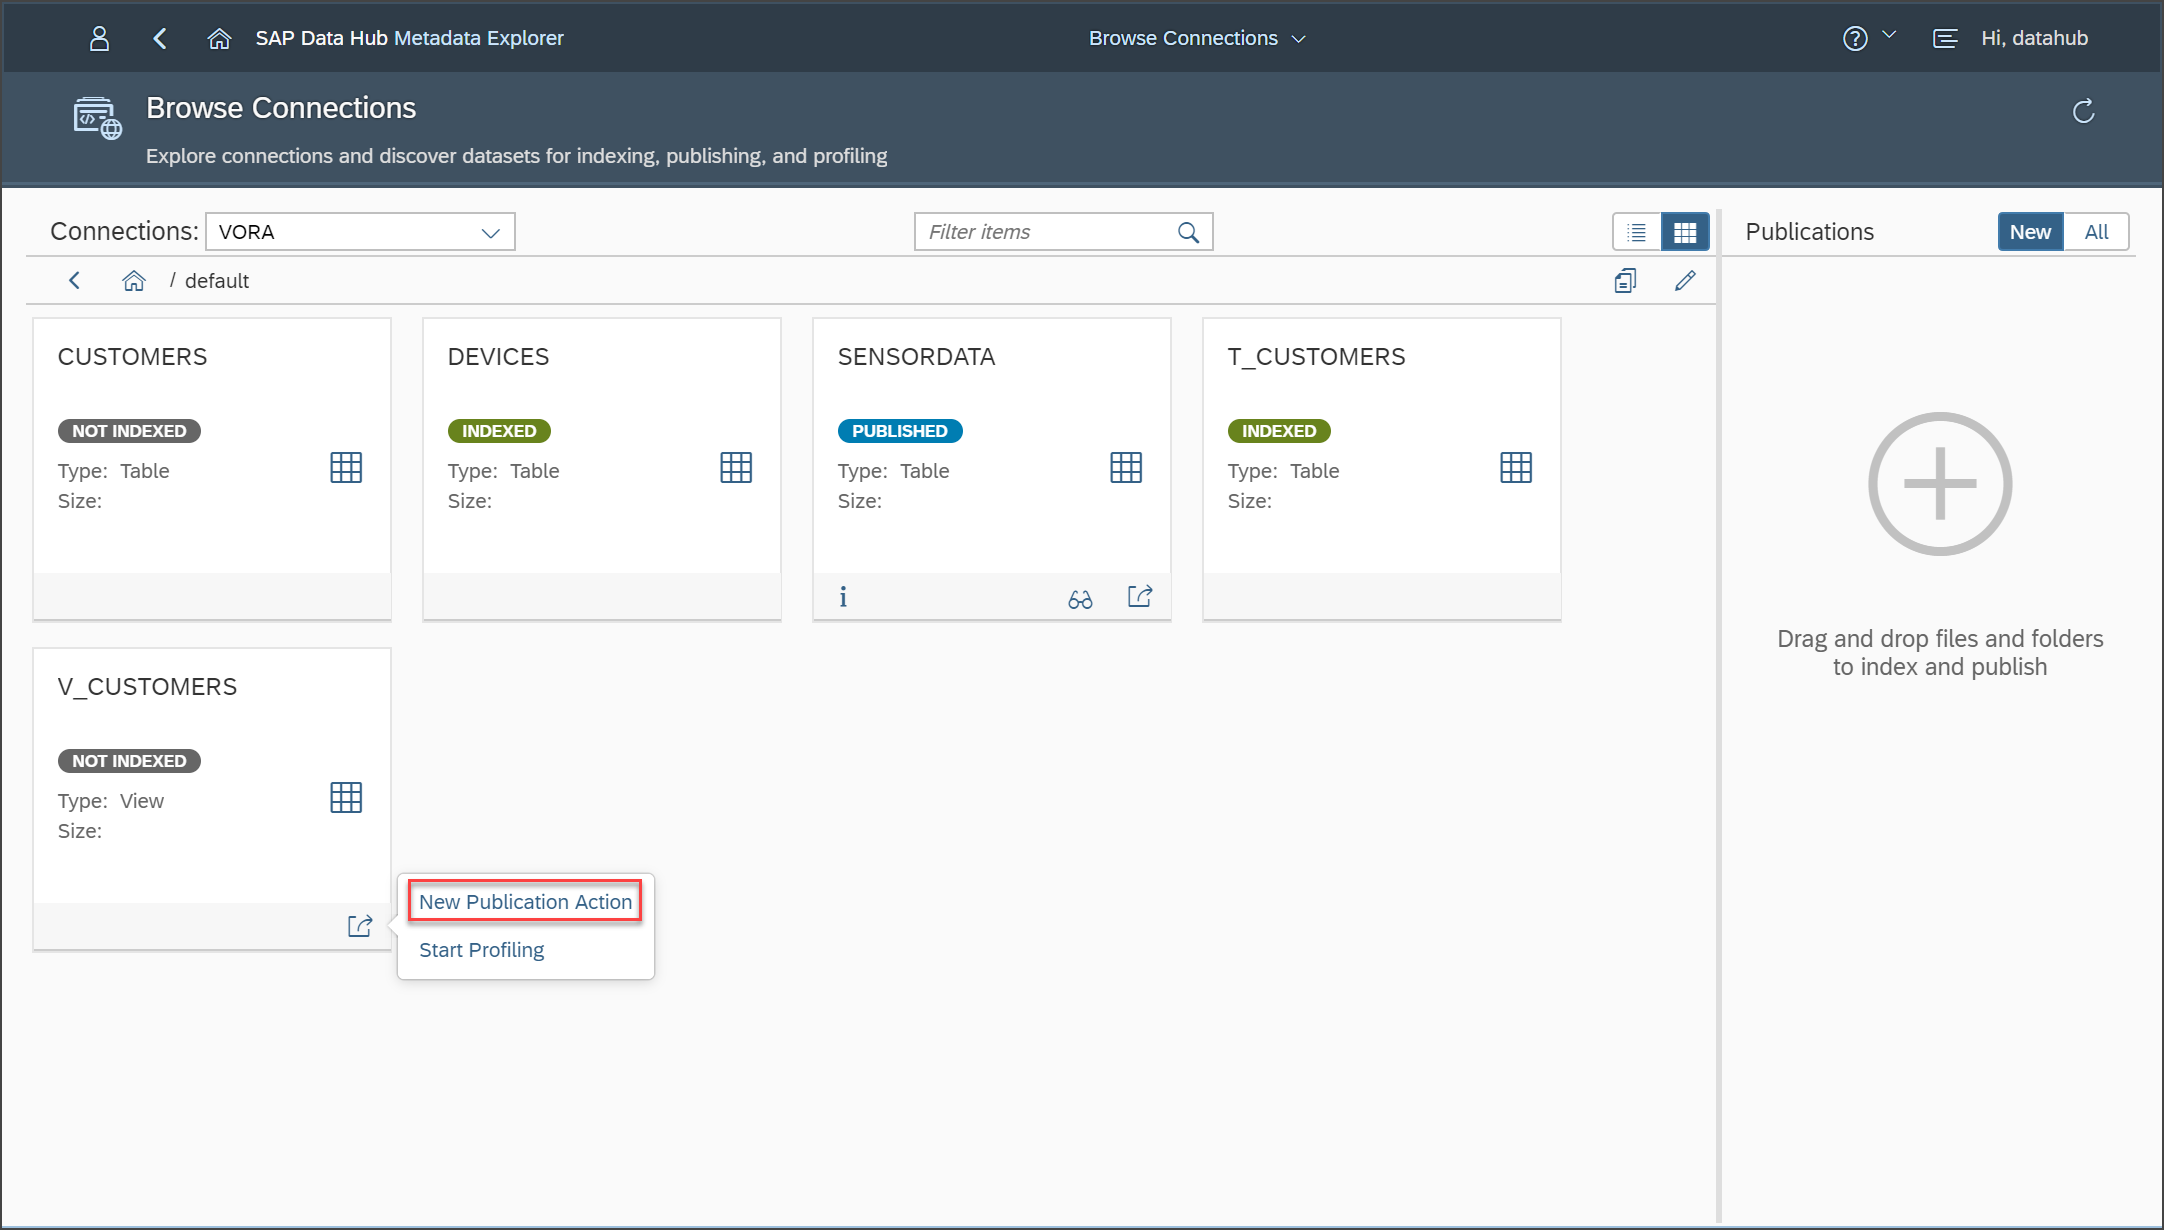 SAP Data Hub Metadata Explorer
Browse Connections
Hi, datahub
Browse Connections
Explore connections and discover datasets for indexing, publishing, and profiling
Connections: VORA
Filter items
Publications
New
All
/ default
CUSTOMERS
NOT INDEXED
Type: Table
Size:
DEVICES
INDEXED
Type: Table
Size:
SENSORDATA
PUBLISHED
Type: Table
Size:
T_CUSTOMERS
INDEXED
Type: Table
Size:
V_CUSTOMERS
NOT INDEXED
Type: View
Size:
New Publication Action
Start Profiling
Drag and drop files and folders
to index and publish